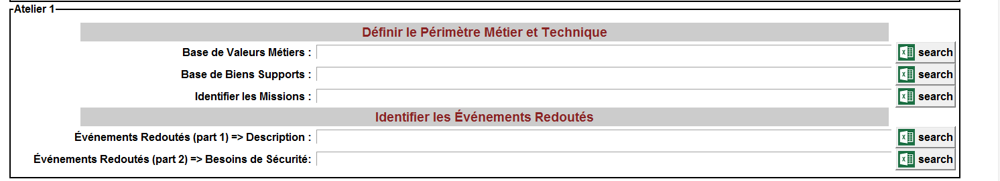 Atelier 1
Définir le Périmètre Métier et Technique
Base de Valeurs Métiers : search
Base de Biens Supports : search
Identifier les Missions : search
Identifier les Événements Redoutés
Événements Redoutés (part 1) => Description : search
Événements Redoutés (part 2) => Besoins de Sécurité: search